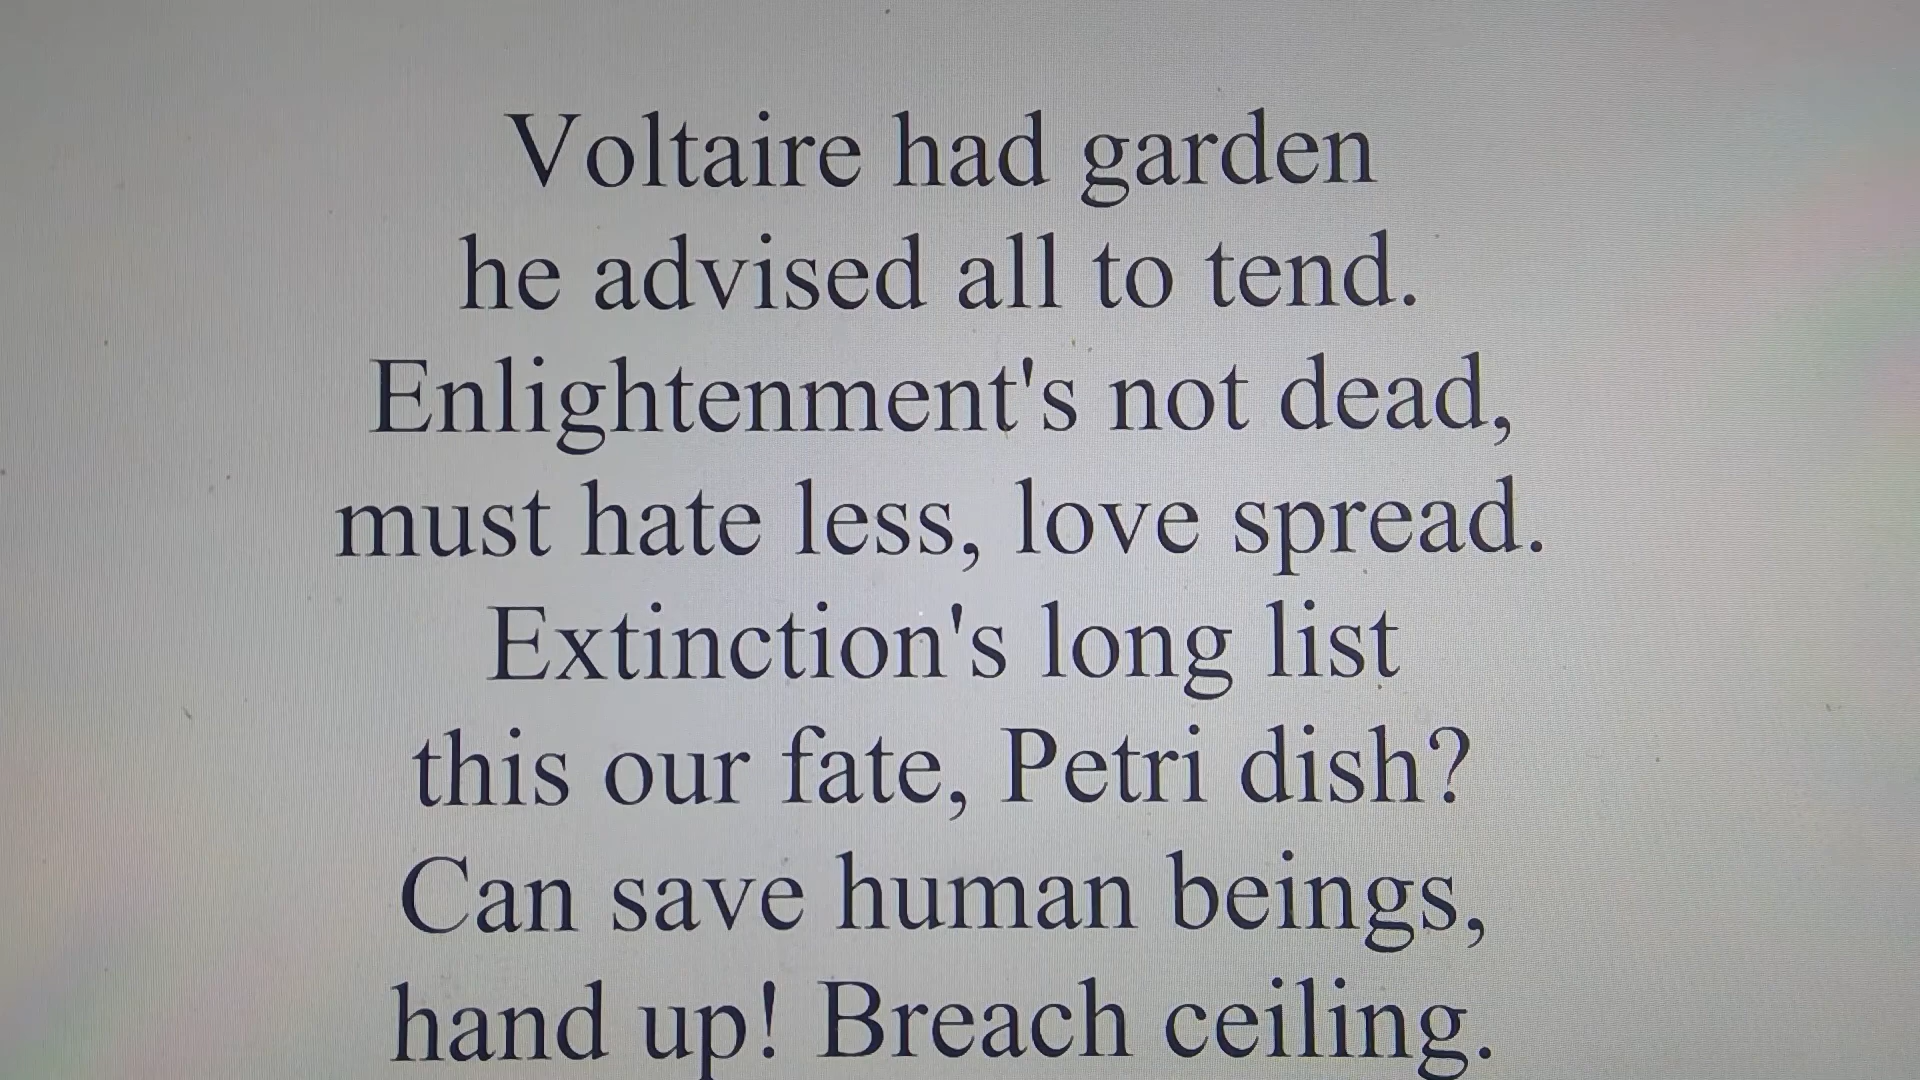 Voltaire had garden
he advised all to tend.
Enlightenment's not dead,
must hate less, love spread.
Extinction's long list
this our fate, Petri dish?
Can save human beings,
hand up! Breach ceiling.